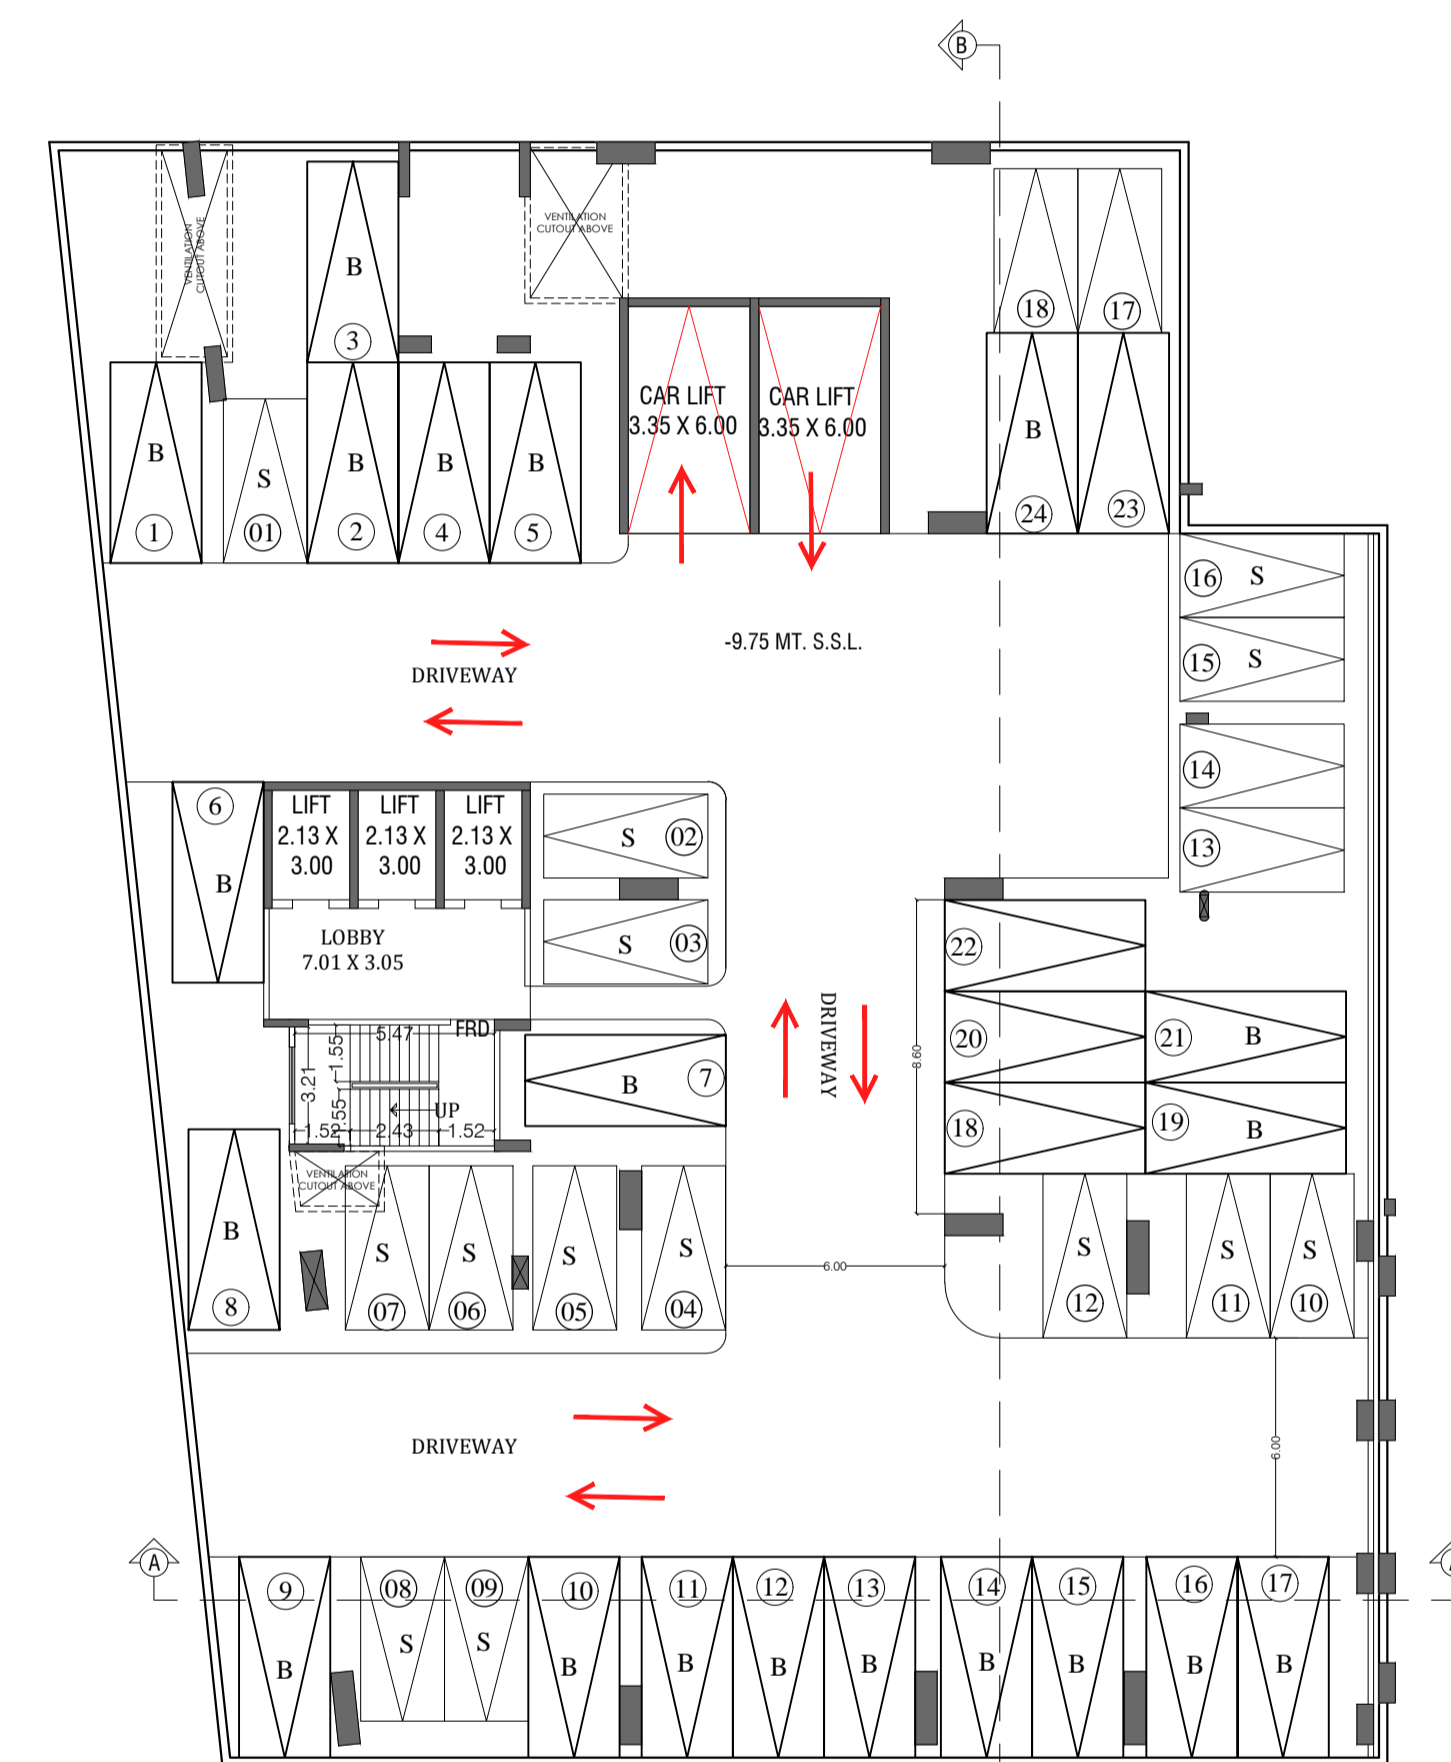 B
VENTILATION
CUTOUT ABOVE
VENTILATION
CUTOUT ABOVE
B
3
18
17
CAR LIFT
3.35 X 6.00
CAR LIFT
3.35 X 6.00
B
1
S
01
B
2
B
4
B
5
B
24
23
16
S
15
S
DRIVEWAY
-9.75 MT. S.S.L.
14
13
6
B
LIFT
2.13 X
3.00
LIFT
2.13 X
3.00
LIFT
2.13 X
3.00
S
02
S
03
LOBBY
7.01 X 3.05
22
20
21
B
18
19
B
8.60
DRIVEWAY
FRD
5.47
1.55
3.21
1.55
UP
1.52
2.43
1.52
B
7
VENTILATION
CUTOUT ABOVE
B
8
S
07
S
06
S
05
S
04
6.00
S
12
S
11
S
10
DRIVEWAY
6.00
A
9
B
08
S
09
S
10
B
11
B
12
B
13
B
14
B
15
B
16
B
17
B